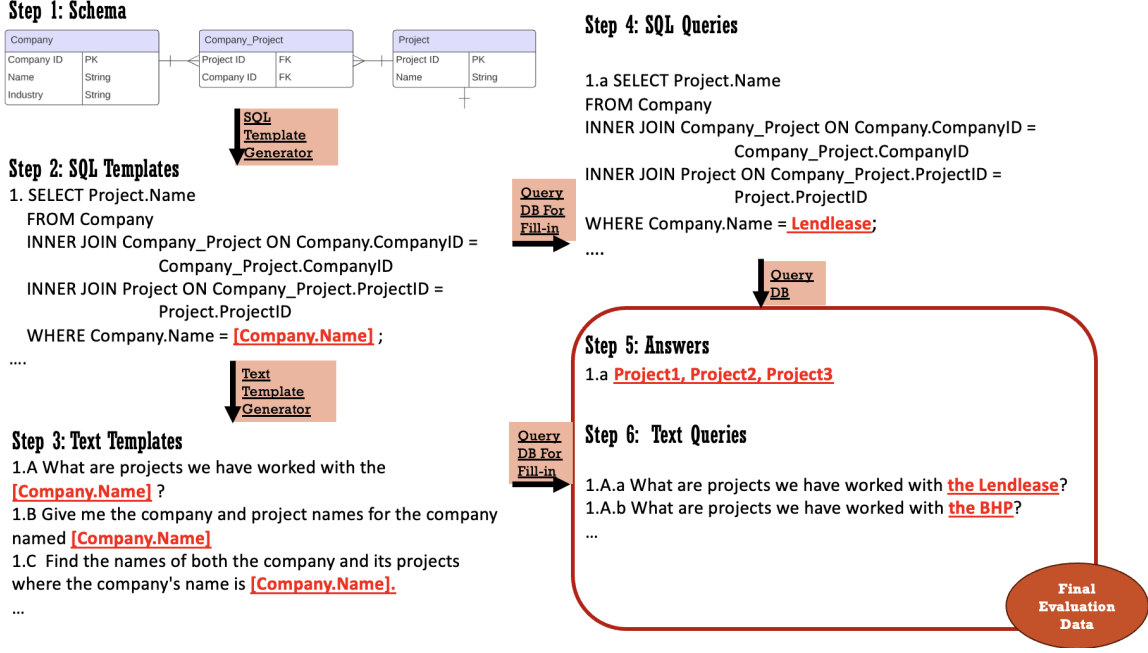 Step 1: Schema
Company
Company ID PK
Name String
Industry String
Company_Project
Project ID FK
Company ID FK
Project
Project ID PK
Name String
SQL
Template
Generator
Step 2: SQL Templates
1. SELECT Project.Name
FROM Company
INNER JOIN Company_Project ON Company.CompanyID =
Company_Project.CompanyID
INNER JOIN Project ON Company_Project.ProjectID =
Project.ProjectID
WHERE Company.Name = [Company.Name] ;
....
Text
Template
Generator
Step 3: Text Templates
1.A What are projects we have worked with the
[Company.Name] ?
1.B Give me the company and project names for the company
named [Company.Name]
1.C Find the names of both the company and its projects
where the company's name is [Company.Name].
...
Query
DB For
Fill-in
Step 4: SQL Queries
1.a SELECT Project.Name
FROM Company
INNER JOIN Company_Project ON Company.CompanyID =
Company_Project.CompanyID
INNER JOIN Project ON Company_Project.ProjectID =
Project.ProjectID
WHERE Company.Name = Lendlease;
....
Query
DB
Step 5: Answers
1.a Project1, Project2, Project3
Query
DB For
Fill-in
Step 6: Text Queries
1.A.a What are projects we have worked with the Lendlease?
1.A.b What are projects we have worked with the BHP?
...
Final
Evaluation
Data